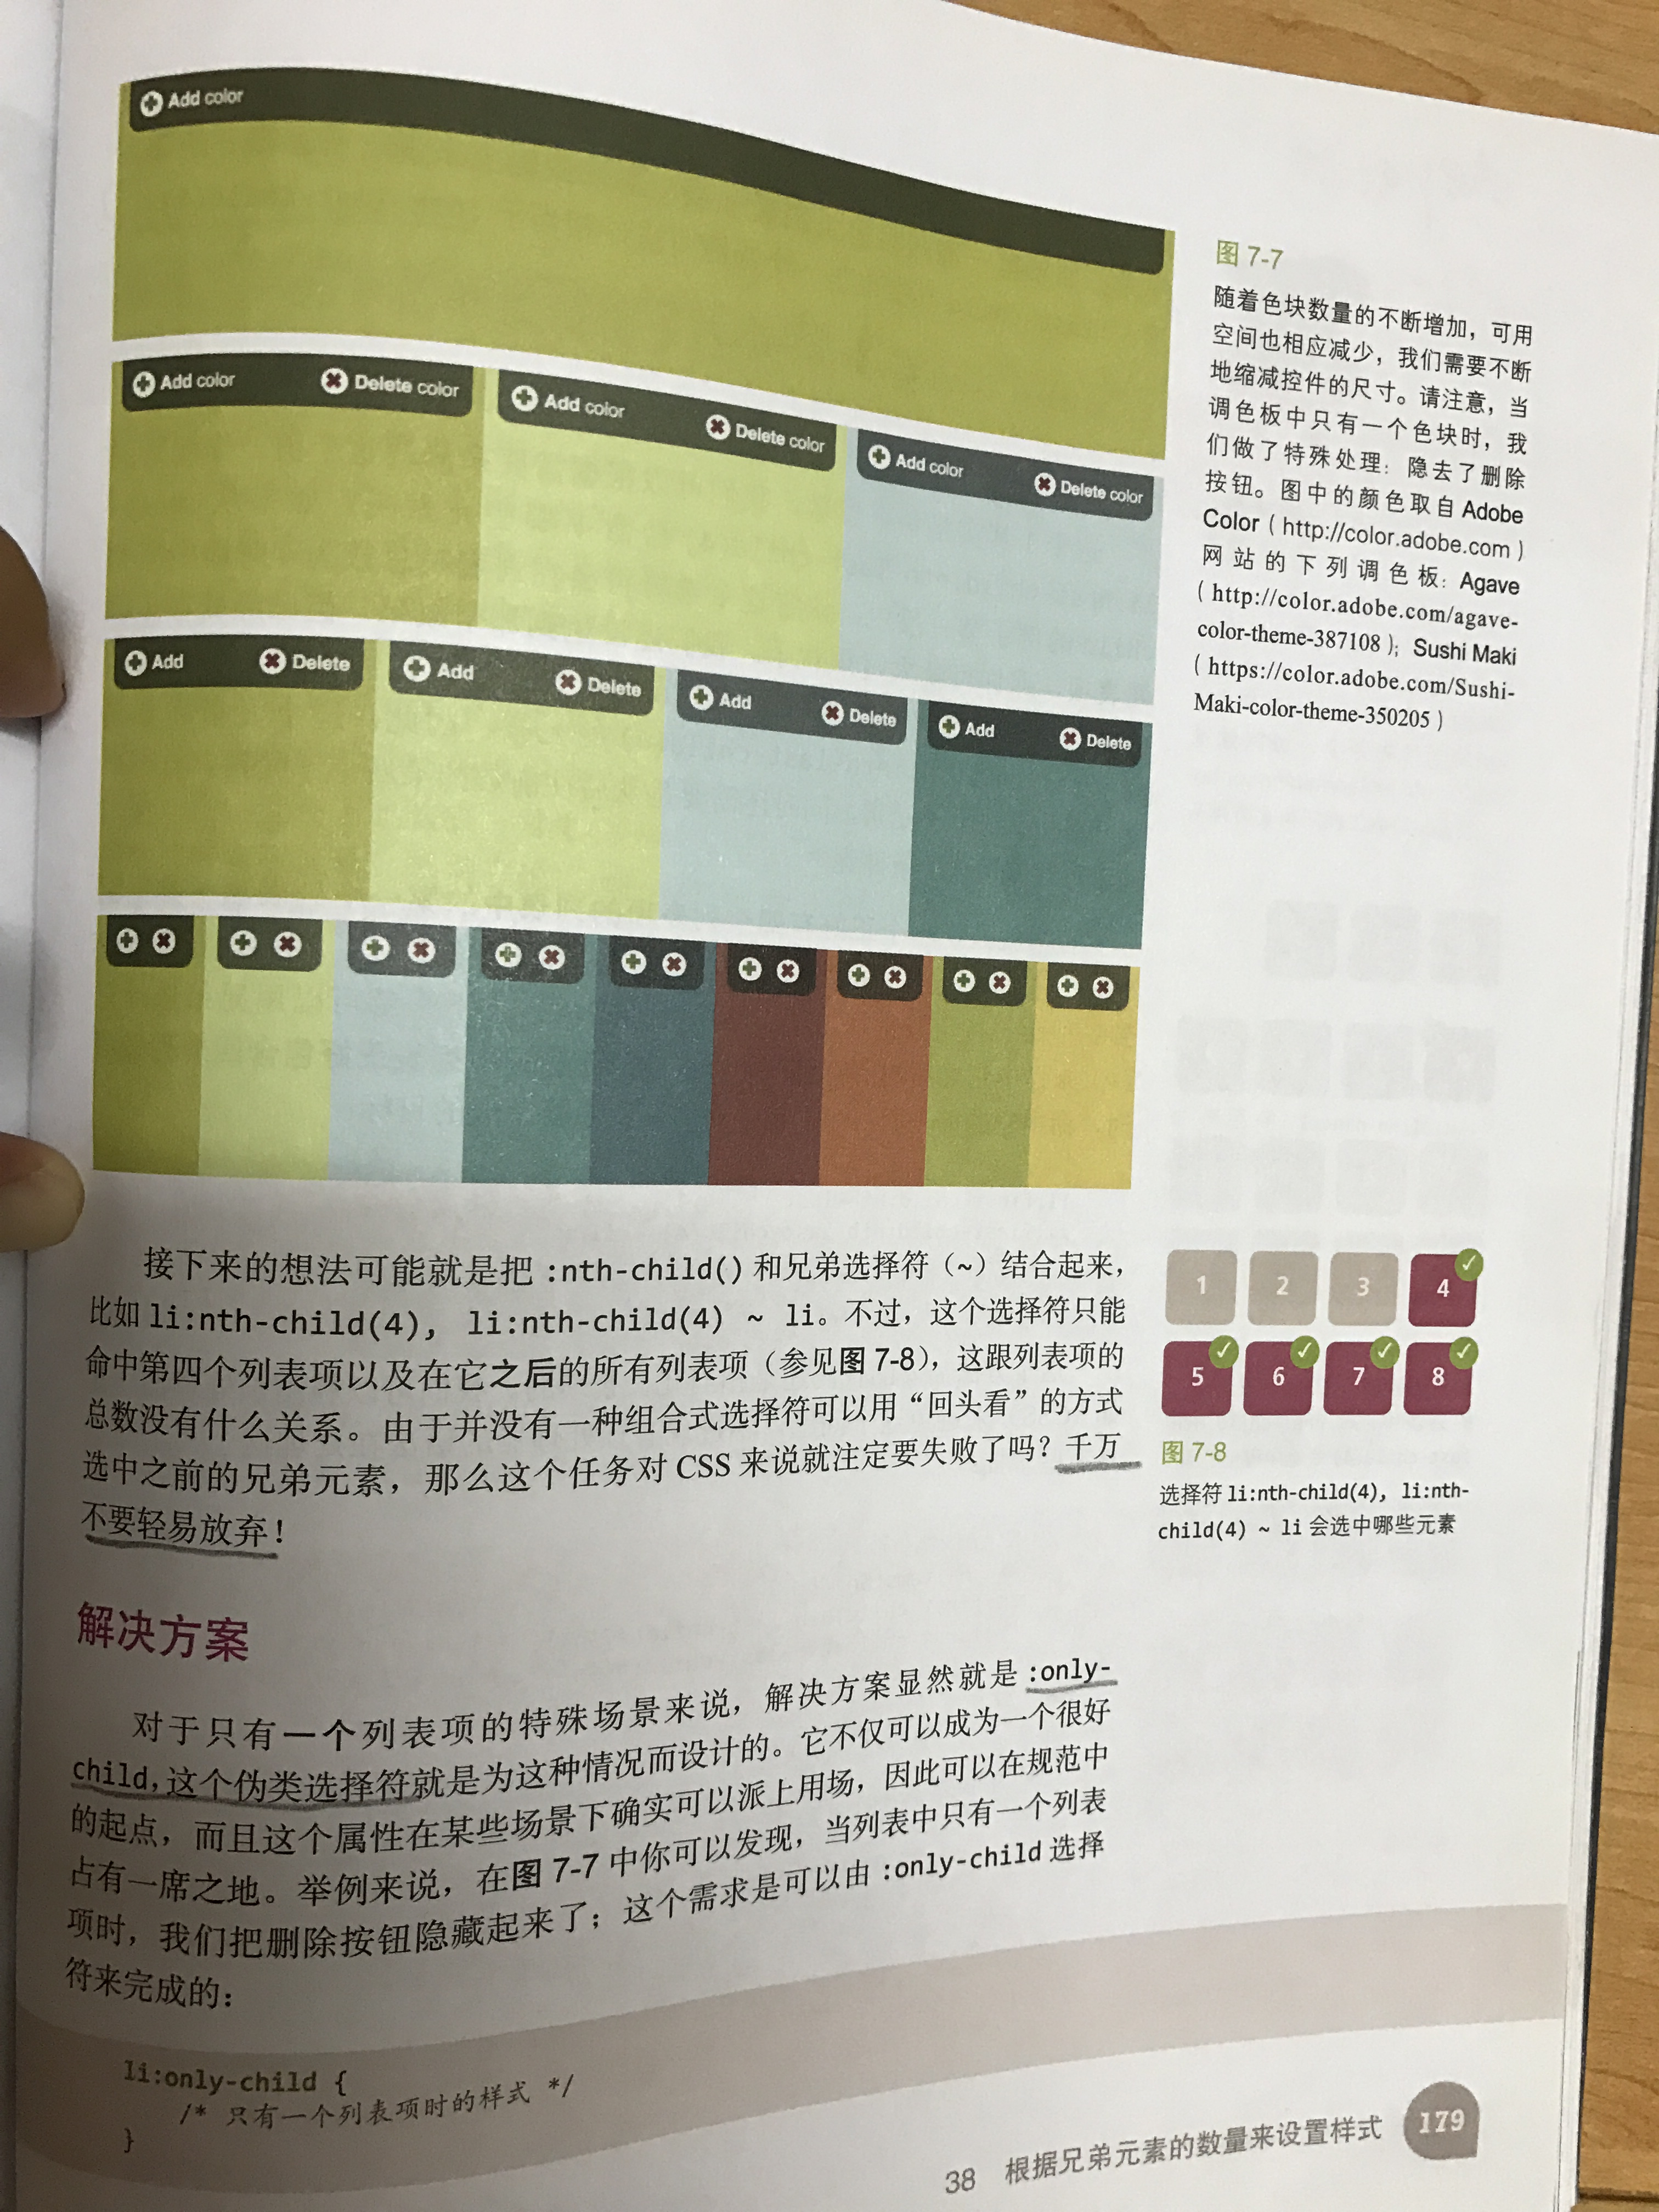 Add color
Add color Delete color Add color Delete color Add color Delete color
Add Delete Add Delete Add Delete Add Delete
图 7-7
随着色块数量的不断增加，可用
空间也相应减少，我们需要不断
地缩减控件的尺寸。请注意，当
调色板中只有一个色块时，我
们做了特殊处理：隐去了删除
按钮。图中的颜色取自 Adobe
Color（http://color.adobe.com）
网站的下列调色板：Agave
（http://color.adobe.com/agave-
color-theme-387108）；Sushi Maki
（https://color.adobe.com/Sushi-
Maki-color-theme-350205）
接下来的想法可能就是把 :nth-child() 和兄弟选择符（~）结合起来，
比如 li:nth-child(4), li:nth-child(4) ~ li。不过，这个选择符只能
命中第四个列表项以及在它之后的所有列表项（参见图 7-8），这跟列表项的
总数没有什么关系。由于并没有一种组合式选择符可以用“回头看”的方式
选中之前的兄弟元素，那么这个任务对 CSS 来说就注定要失败了吗？千万
不要轻易放弃！
1 2 3 4
5 6 7 8
图 7-8
选择符 li:nth-child(4), li:nth-
child(4) ~ li 会选中哪些元素
解决方案
对于只有一个列表项的特殊场景来说，解决方案显然就是 :only-
child，这个伪类选择符就是为这种情况而设计的。它不仅可以成为一个很好
的起点，而且这个属性在某些场景下确实可以派上用场，因此可以在规范中
占有一席之地。举例来说，在图 7-7 中你可以发现，当列表中只有一个列表
项时，我们把删除按钮隐藏起来了；这个需求是可以由 :only-child 选择
符来完成的：
li:only-child {
/* 只有一个列表项时的样式 */
}
38 根据兄弟元素的数量来设置样式 179